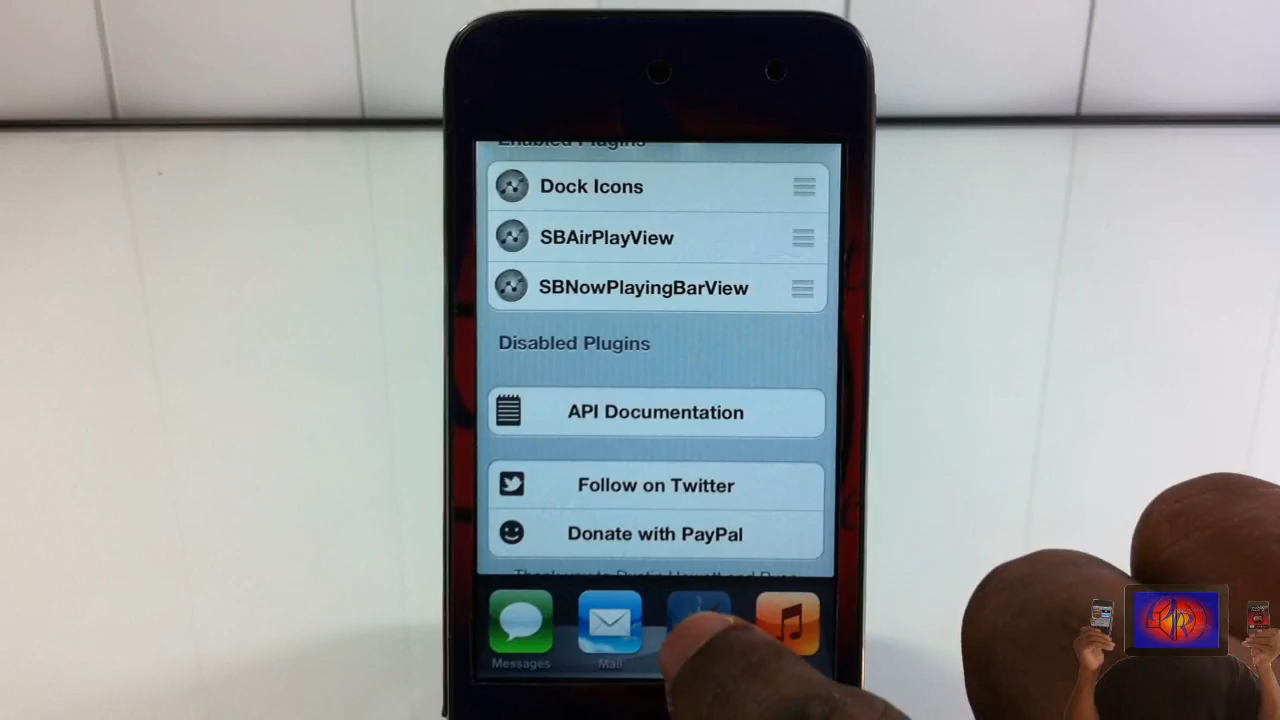 Enabled Plugins
Dock Icons
SBAirPlayView
SBNowPlayingBarView
Disabled Plugins
API Documentation
Follow on Twitter
Donate with PayPal
Messages
Mail